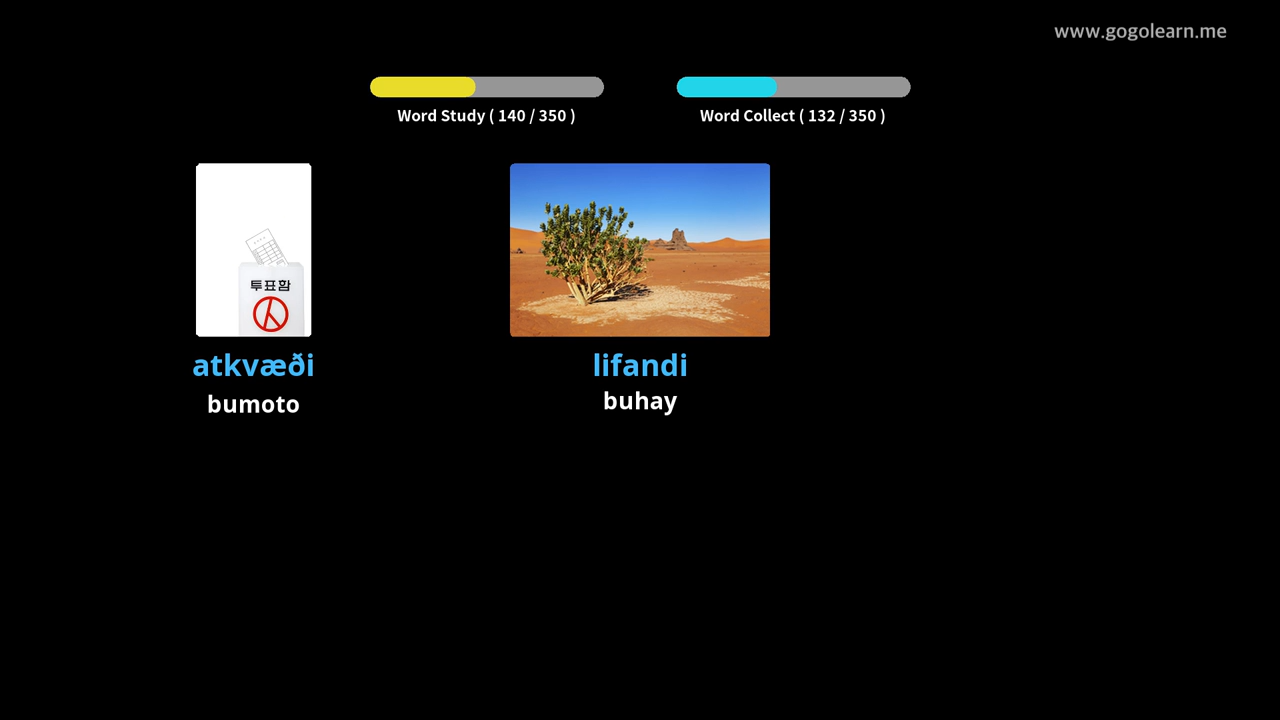 www.gogolearn.me
Word Study ( 140 / 350 )
Word Collect ( 132 / 350 )
투표함
atkvæði
bumoto
lifandi
buhay